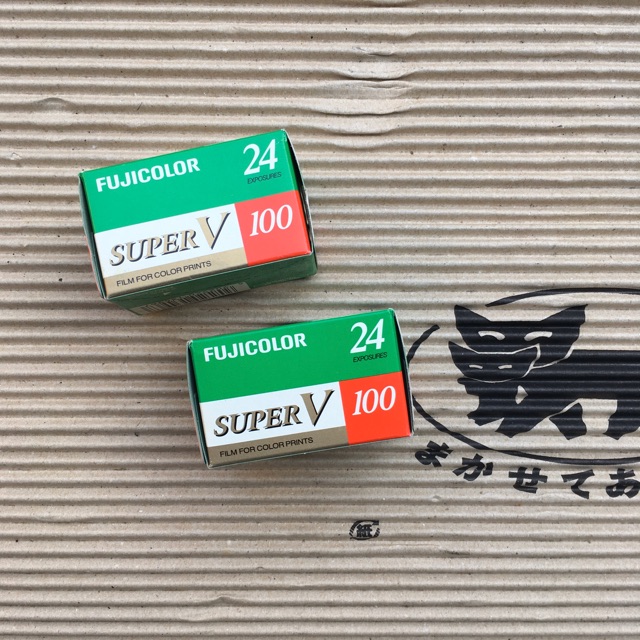 FUJICOLOR
24
EXPOSURES
SUPER V
100
FILM FOR COLOR PRINTS
FUJICOLOR
24
EXPOSURES
SUPER V
100
FILM FOR COLOR PRINTS
まかせてあ
紙